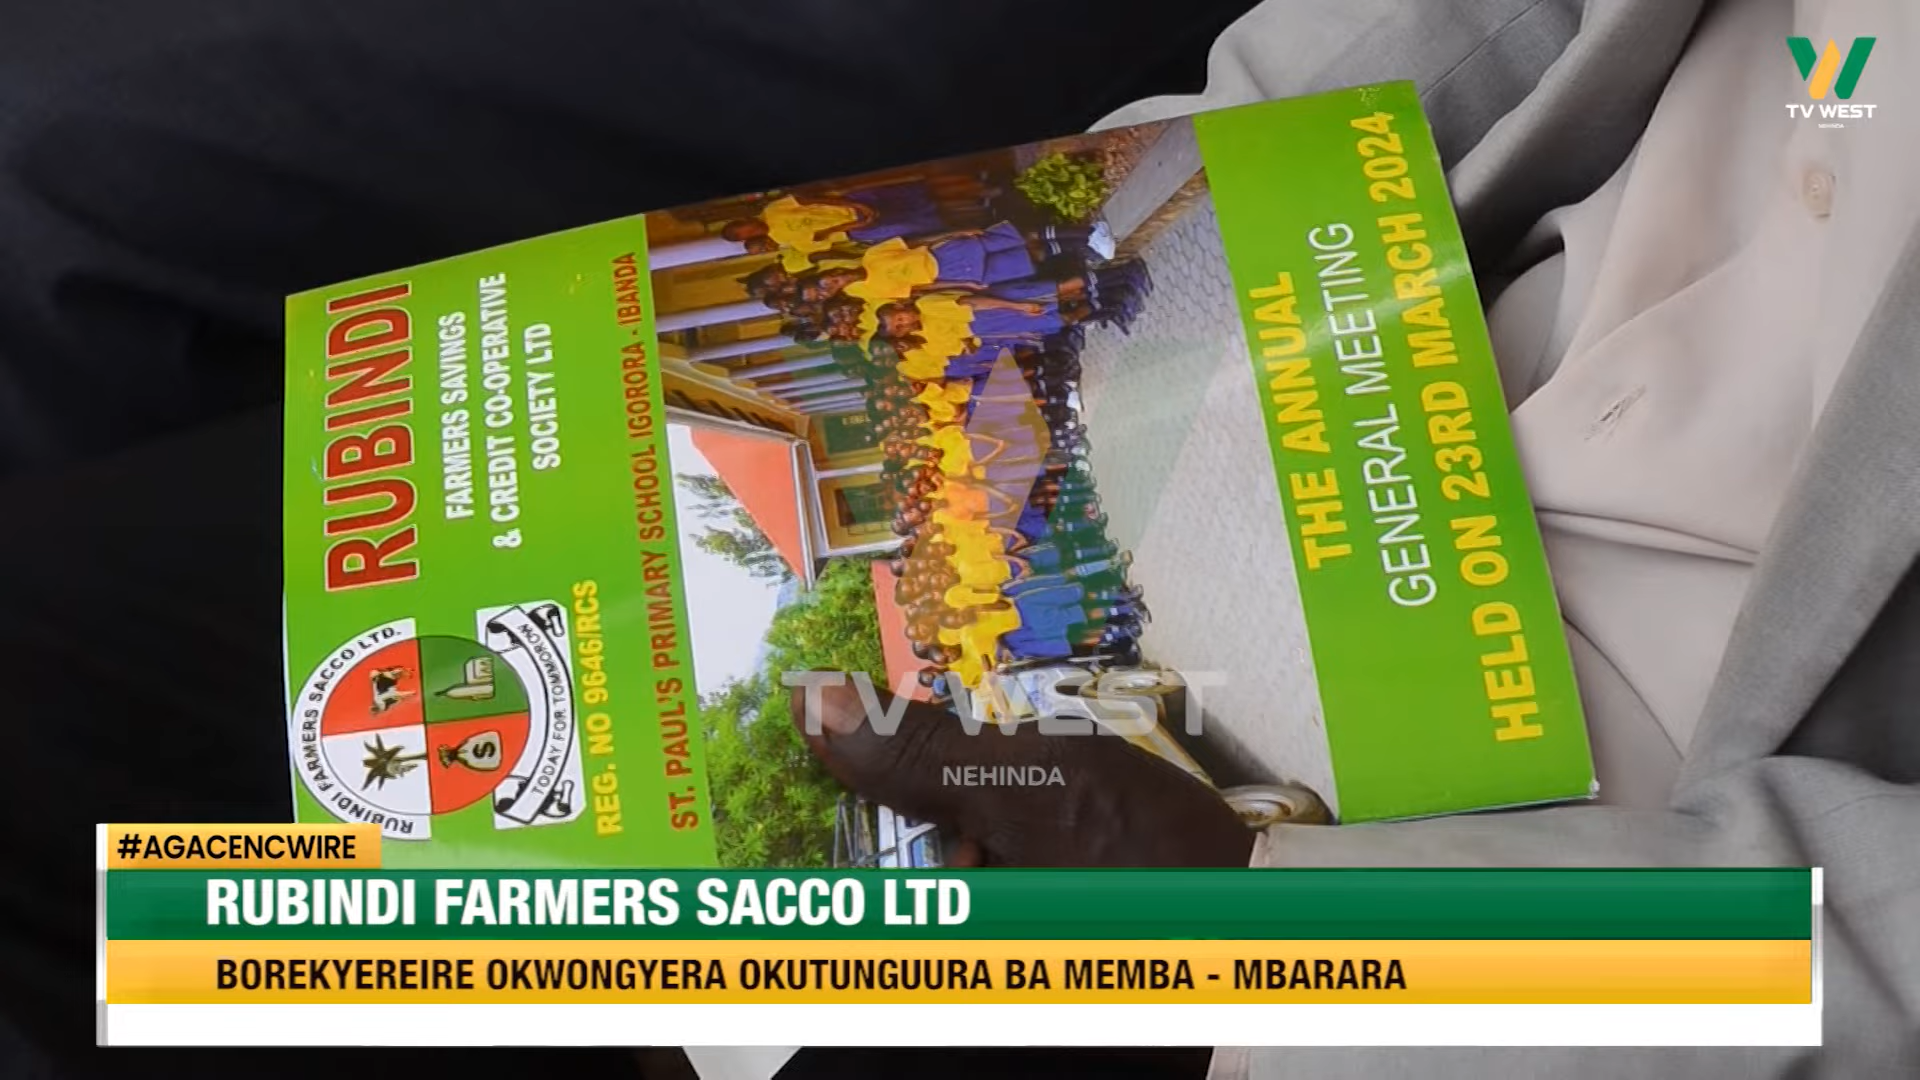 TV WEST
NEHINDA
RUBINDI
FARMERS SAVINGS
& CREDIT CO-OPERATIVE
SOCIETY LTD
RUBINDI FARMERS SACCO LTD.
TODAY FOR TOMMOROW
$
REG. NO 9646/RCS
ST. PAUL'S PRIMARY SCHOOL IGORORA - IBANDA
THE ANNUAL
GENERAL MEETING
HELD ON 23RD MARCH 2024
TV WEST
NEHINDA
#AGACENCWIRE
RUBINDI FARMERS SACCO LTD
BOREKYEREIRE OKWONGYERA OKUTUNGUURA BA MEMBA - MBARARA